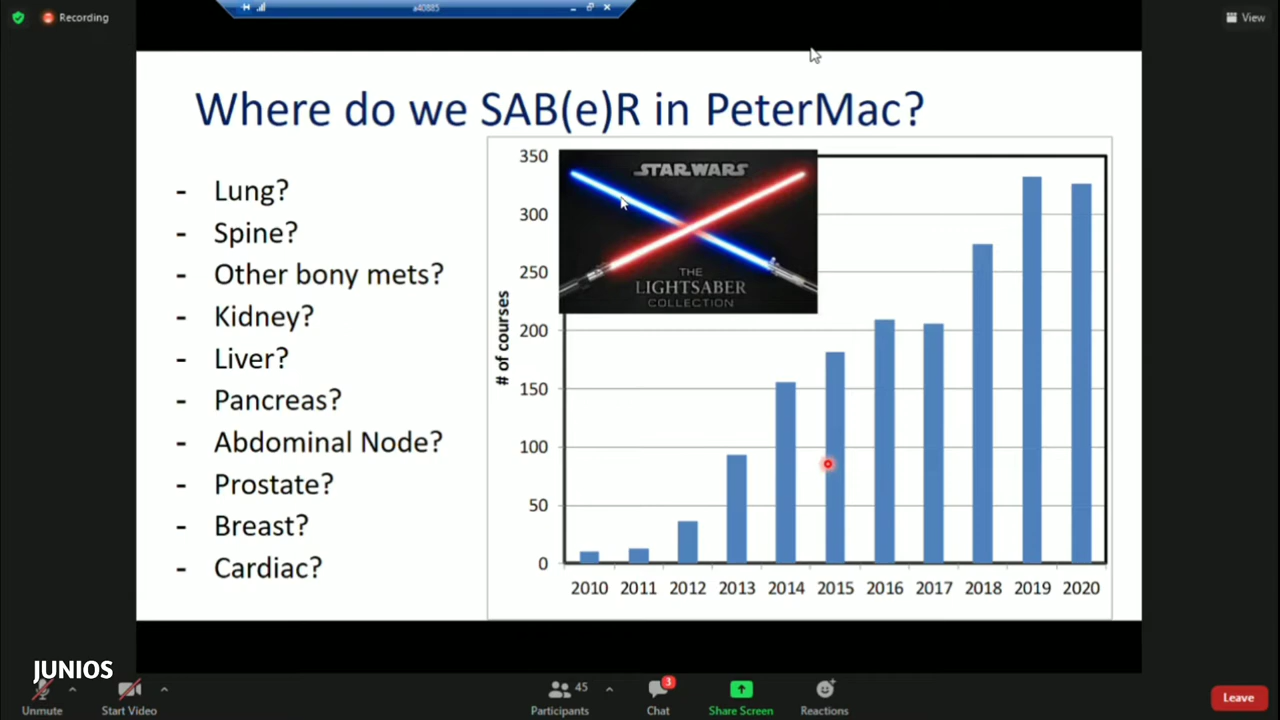 Recording
a40885
View
Where do we SAB(e)R in PeterMac?
- Lung?
- Spine?
- Other bony mets?
- Kidney?
- Liver?
- Pancreas?
- Abdominal Node?
- Prostate?
- Breast?
- Cardiac?
# of courses
350
300
250
200
150
100
50
0
STAR WARS
THE
LIGHTSABER
COLLECTION
2010 2011 2012 2013 2014 2015 2016 2017 2018 2019 2020
JUNIOS
Unmute
Start Video
45
Participants
3
Chat
Share Screen
Reactions
Leave